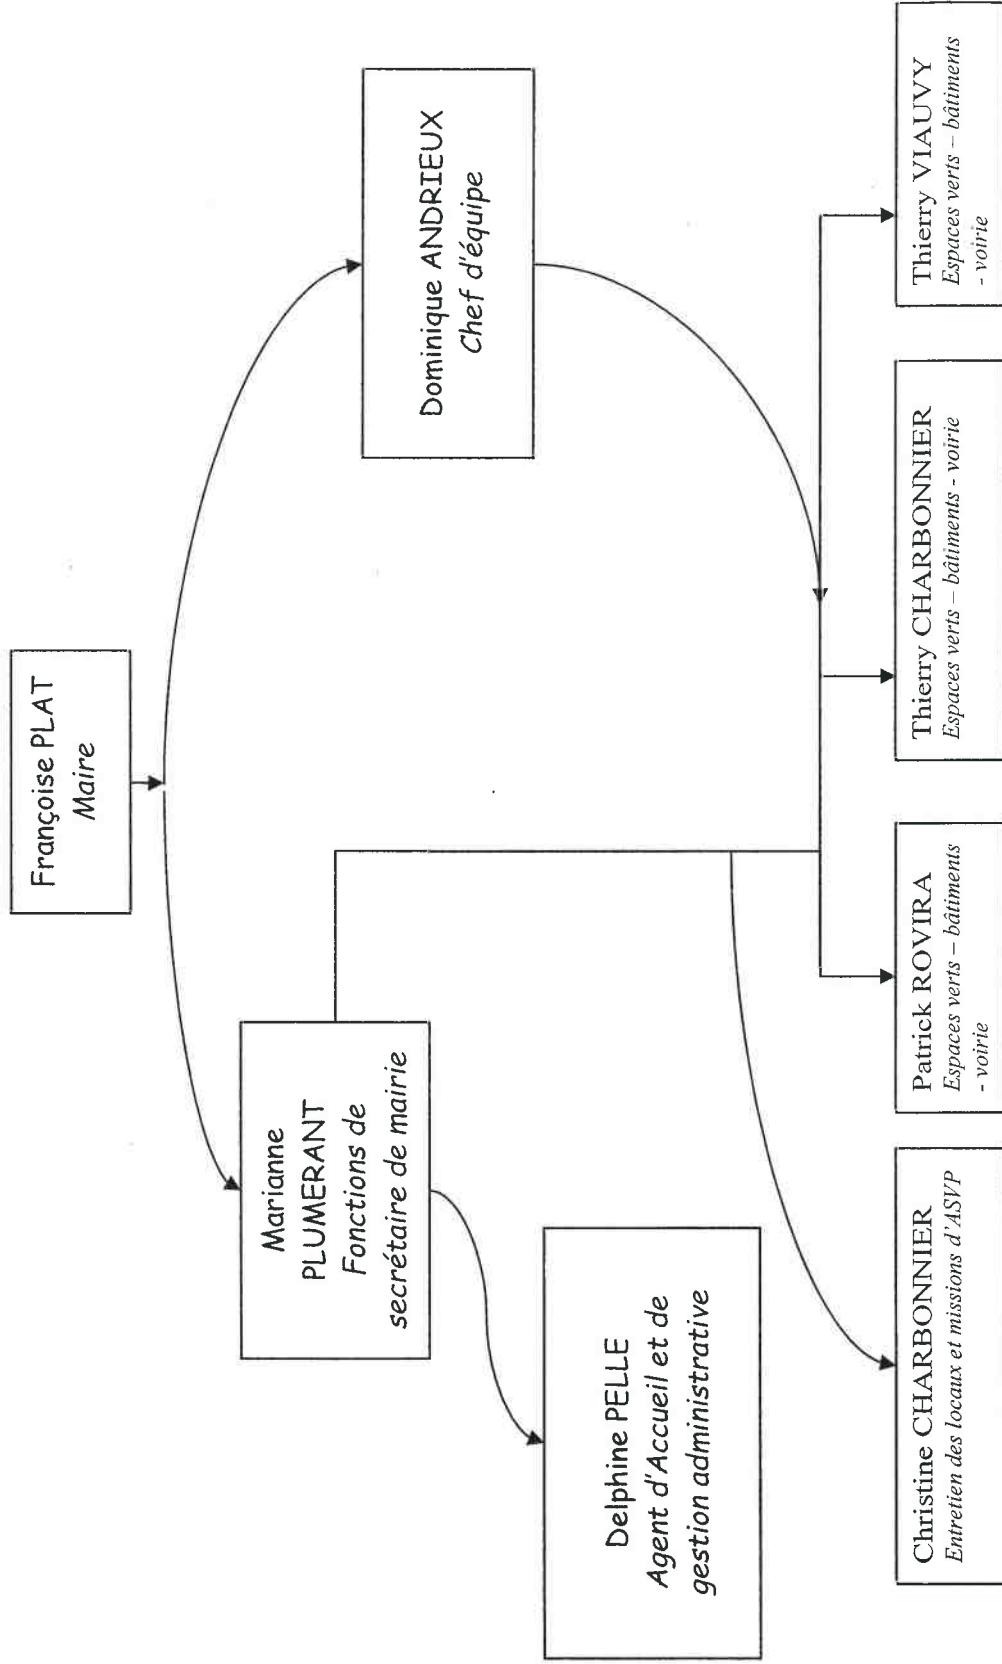 Françoise PLAT
Maire
Marianne
PLUMERANT
Fonctions de
secrétaire de mairie
Dominique ANDRIEUX
Chef d'équipe
Delphine PELLE
Agent d'Accueil et de
gestion administrative
Christine CHARBONNIER
Entretien des locaux et missions d'ASVP
Patrick ROVIRA
Espaces verts – bâtiments
- voirie
Thierry CHARBONNIER
Espaces verts – bâtiments - voirie
Thierry VIAUVY
Espaces verts – bâtiments
- voirie